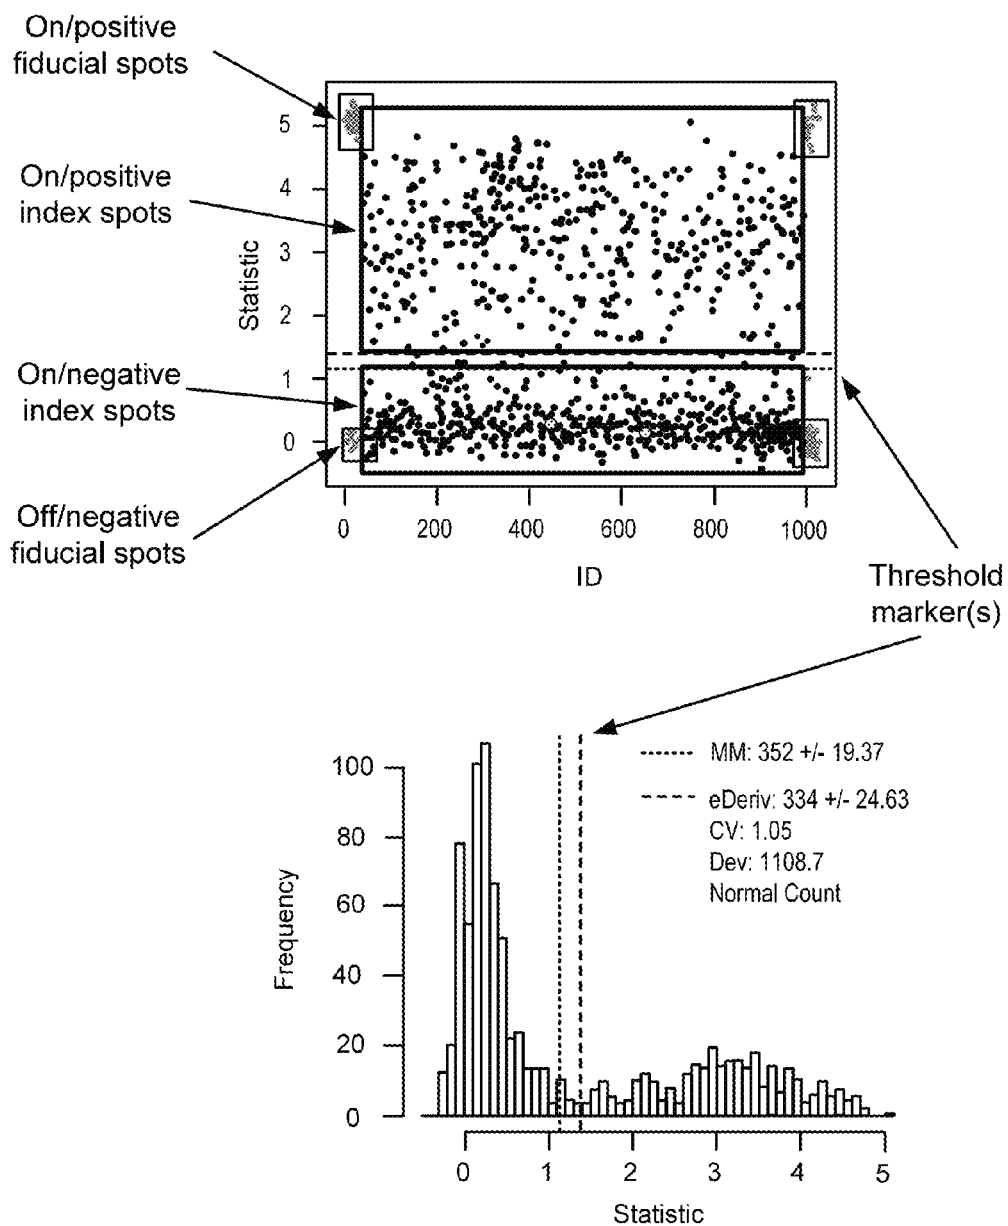 On/positive
fiducial spots
On/positive
index spots
On/negative
index spots
Off/negative
fiducial spots
Statistic
5
4
3
2
1
0
0
200
400
600
800
1000
ID
Threshold
marker(s)
Frequency
100
80
60
40
20
0
MM: 352 +/- 19.37
eDeriv: 334 +/- 24.63
CV: 1.05
Dev: 1108.7
Normal Count
0
1
2
3
4
5
Statistic